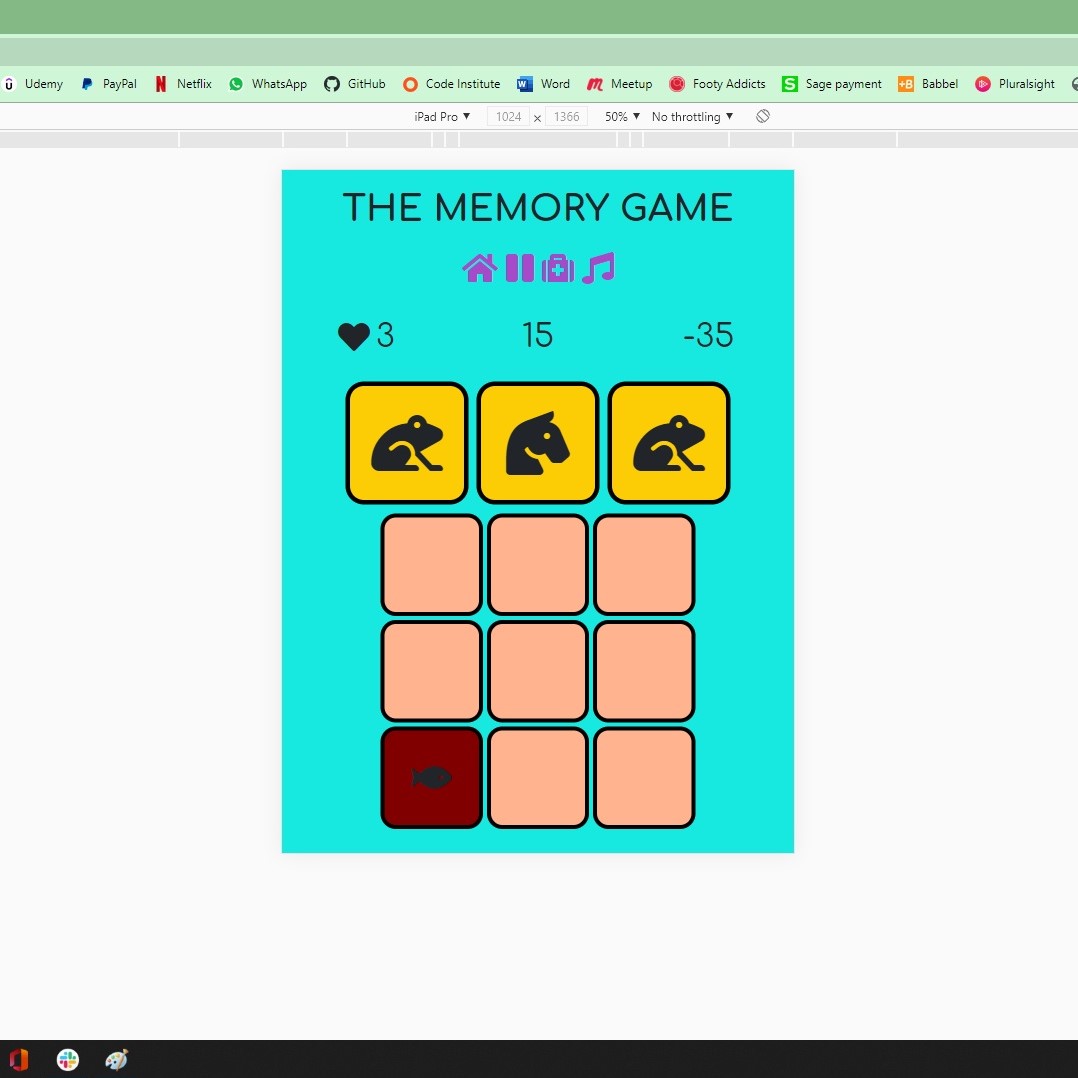 Udemy PayPal Netflix WhatsApp GitHub Code Institute Word Meetup Footy Addicts Sage payment Babbel Pluralsight
iPad Pro ▼ 1024 x 1366 50% ▼ No throttling ▼
THE MEMORY GAME
3 15 -35